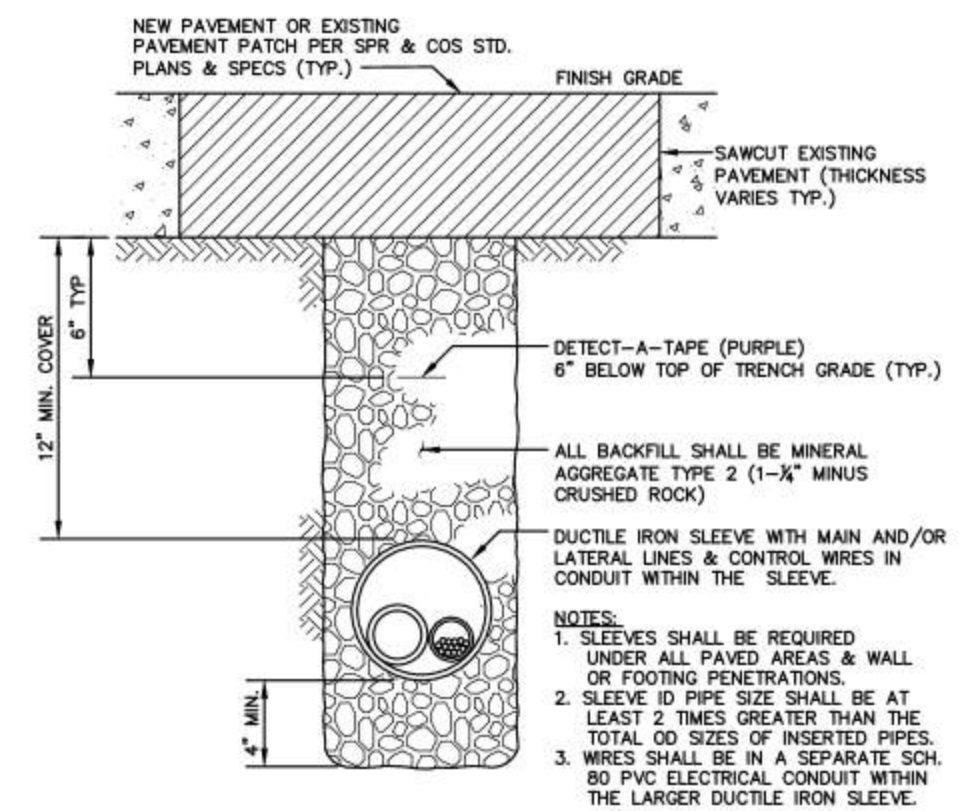 NEW PAVEMENT OR EXISTING
PAVEMENT PATCH PER SPR & COS STD.
PLANS & SPECS (TYP.)
FINISH GRADE
SAWCUT EXISTING
PAVEMENT (THICKNESS
VARIES TYP.)
6" TYP
12" MIN. COVER
DETECT-A-TAPE (PURPLE)
6" BELOW TOP OF TRENCH GRADE (TYP.)
ALL BACKFILL SHALL BE MINERAL
AGGREGATE TYPE 2 (1-¼" MINUS
CRUSHED ROCK)
DUCTILE IRON SLEEVE WITH MAIN AND/OR
LATERAL LINES & CONTROL WIRES IN
CONDUIT WITHIN THE SLEEVE.
4" MIN.
NOTES:
1. SLEEVES SHALL BE REQUIRED
UNDER ALL PAVED AREAS & WALL
OR FOOTING PENETRATIONS.
2. SLEEVE ID PIPE SIZE SHALL BE AT
LEAST 2 TIMES GREATER THAN THE
TOTAL OD SIZES OF INSERTED PIPES.
3. WIRES SHALL BE IN A SEPARATE SCH.
80 PVC ELECTRICAL CONDUIT WITHIN
THE LARGER DUCTILE IRON SLEEVE.